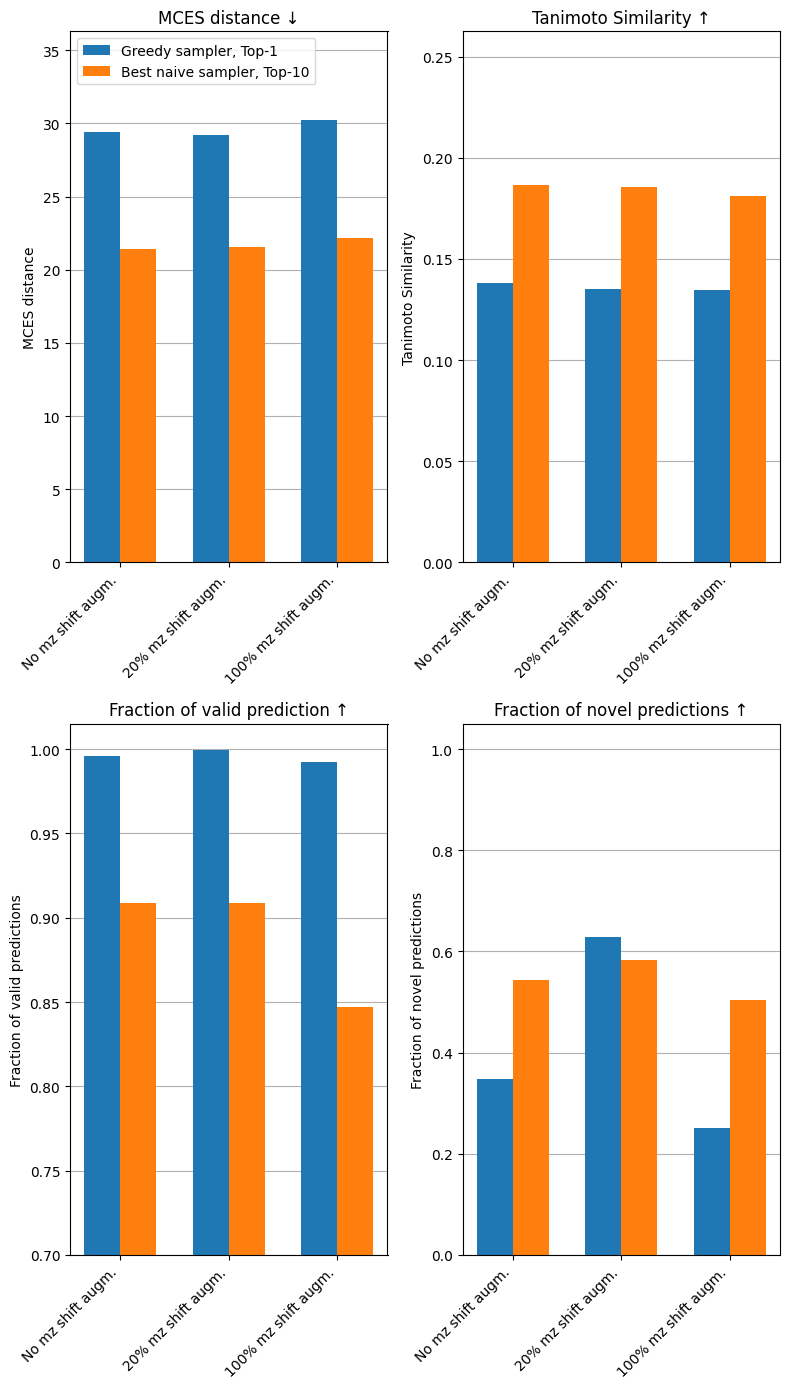 MCES distance ↓
Greedy sampler, Top-1
Best naive sampler, Top-10
MCES distance
35
30
25
20
15
10
5
0
No mz shift augm.
20% mz shift augm.
100% mz shift augm.
Tanimoto Similarity ↑
Tanimoto Similarity
0.25
0.20
0.15
0.10
0.05
0.00
No mz shift augm.
20% mz shift augm.
100% mz shift augm.
Fraction of valid prediction ↑
Fraction of valid predictions
1.00
0.95
0.90
0.85
0.80
0.75
0.70
No mz shift augm.
20% mz shift augm.
100% mz shift augm.
Fraction of novel predictions ↑
Fraction of novel predictions
1.0
0.8
0.6
0.4
0.2
0.0
No mz shift augm.
20% mz shift augm.
100% mz shift augm.